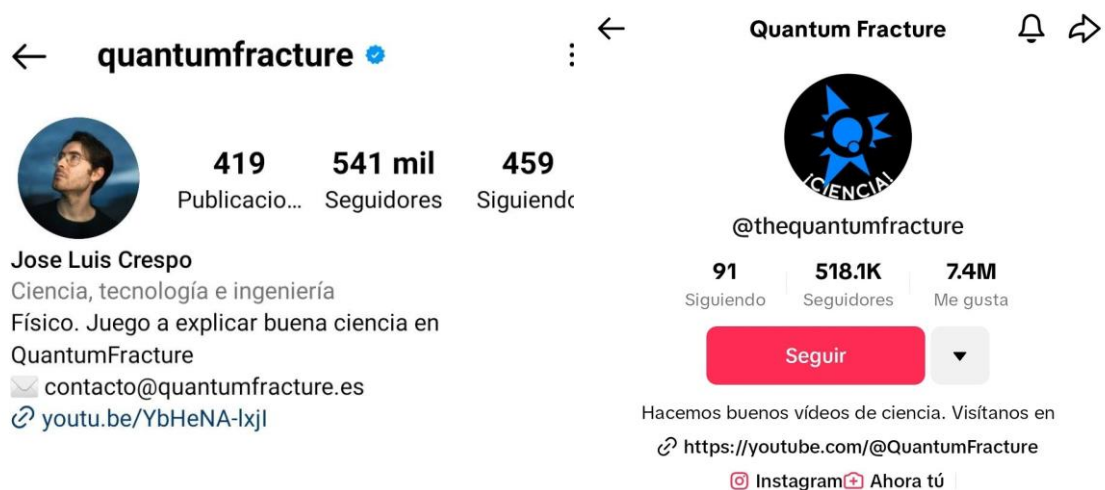 quantumfracture
419 541 mil 459
Publicacio... Seguidores Siguiendo
Jose Luis Crespo
Ciencia, tecnología e ingeniería
Físico. Juego a explicar buena ciencia en
QuantumFracture
contacto@quantumfracture.es
youtu.be/YbHeNA-lxjI
Quantum Fracture
¡CIENCIA!
@thequantumfracture
91 518.1K 7.4M
Siguiendo Seguidores Me gusta
Seguir
Hacemos buenos vídeos de ciencia. Visítanos en
https://youtube.com/@QuantumFracture
Instagram Ahora tú